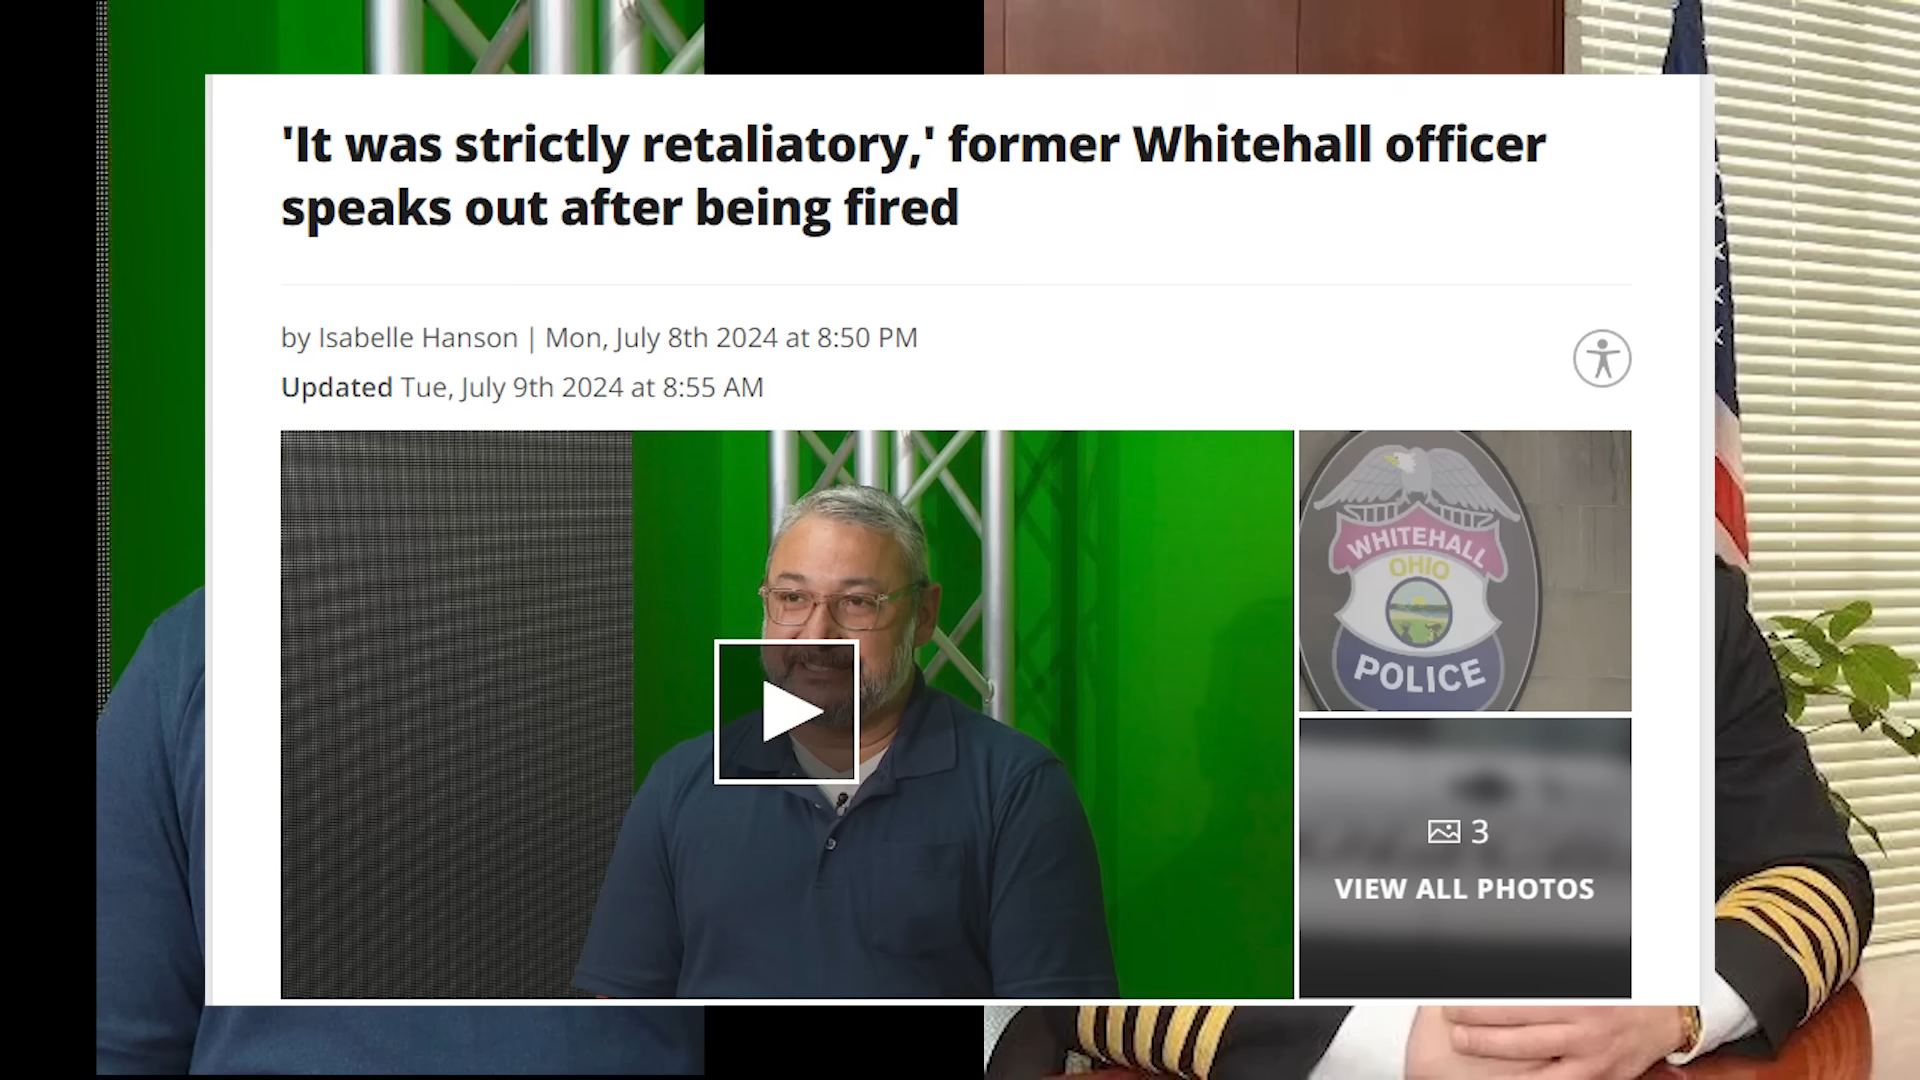 'It was strictly retaliatory,' former Whitehall officer
speaks out after being fired
by Isabelle Hanson | Mon, July 8th 2024 at 8:50 PM
Updated Tue, July 9th 2024 at 8:55 AM
WHITEHALL
OHIO
POLICE
3
VIEW ALL PHOTOS